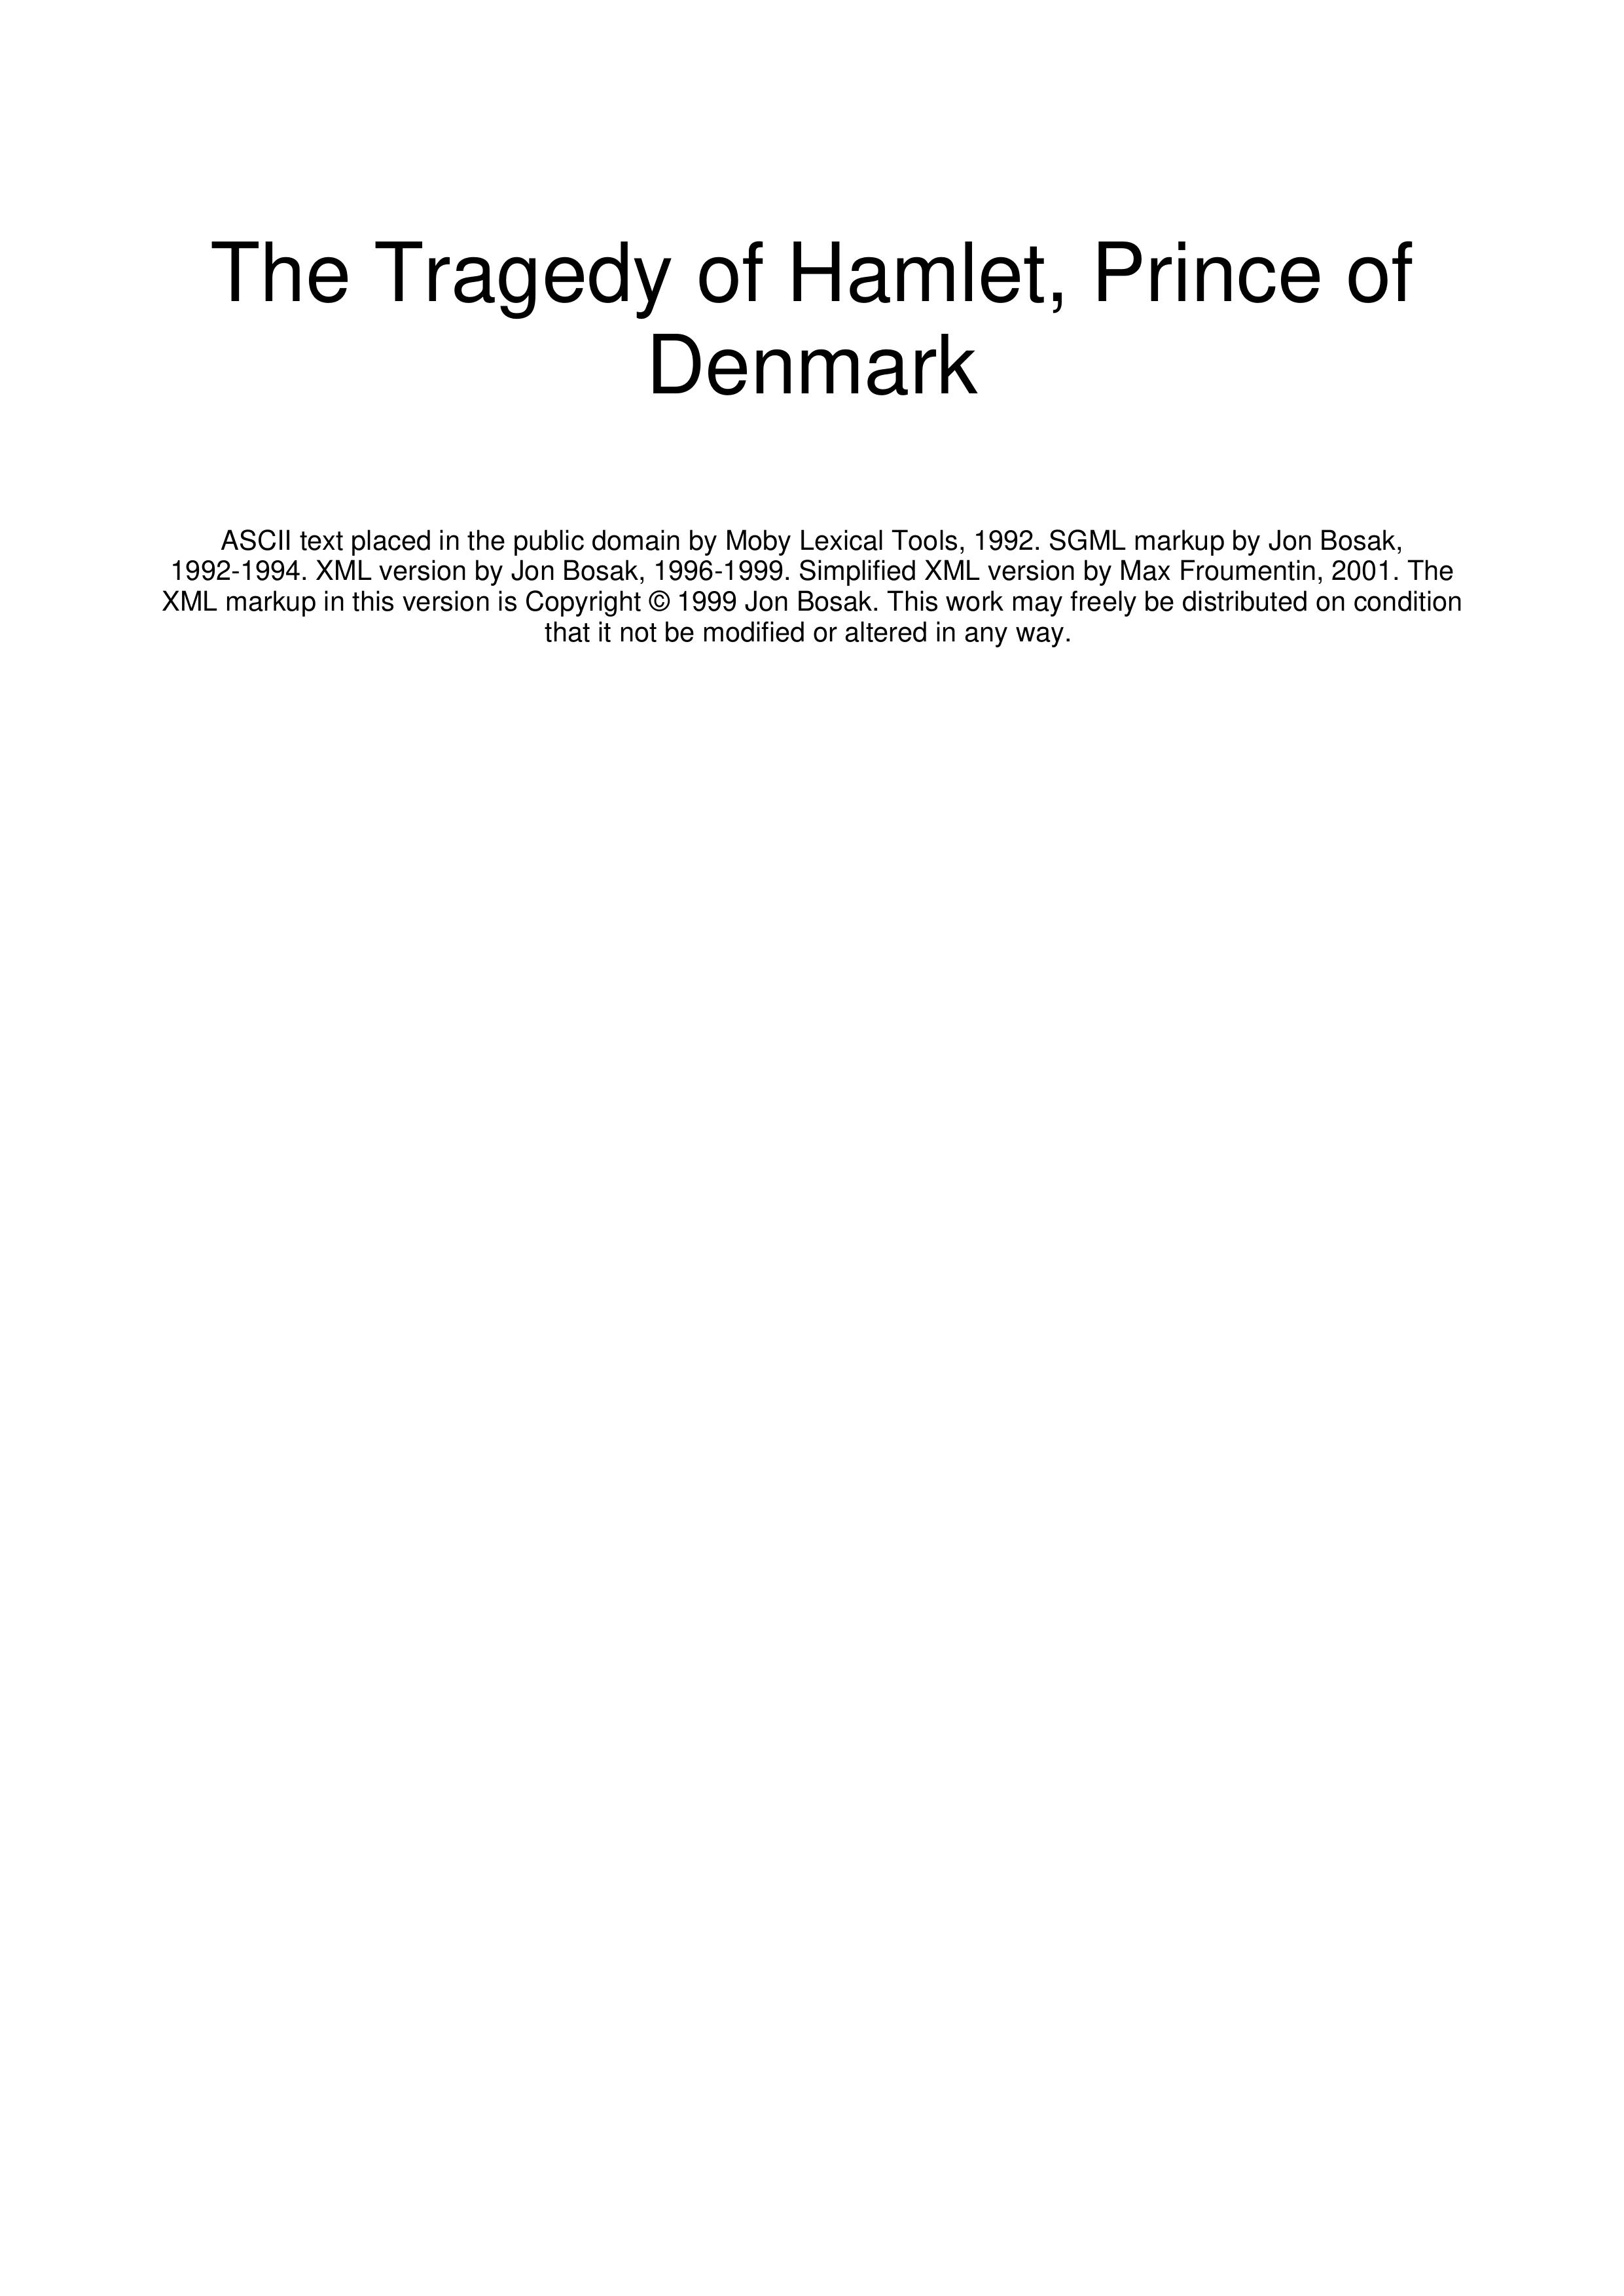 The Tragedy of Hamlet, Prince of
Denmark
ASCII text placed in the public domain by Moby Lexical Tools, 1992. SGML markup by Jon Bosak,
1992-1994. XML version by Jon Bosak, 1996-1999. Simplified XML version by Max Froumentin, 2001. The
XML markup in this version is Copyright © 1999 Jon Bosak. This work may freely be distributed on condition
that it not be modified or altered in any way.